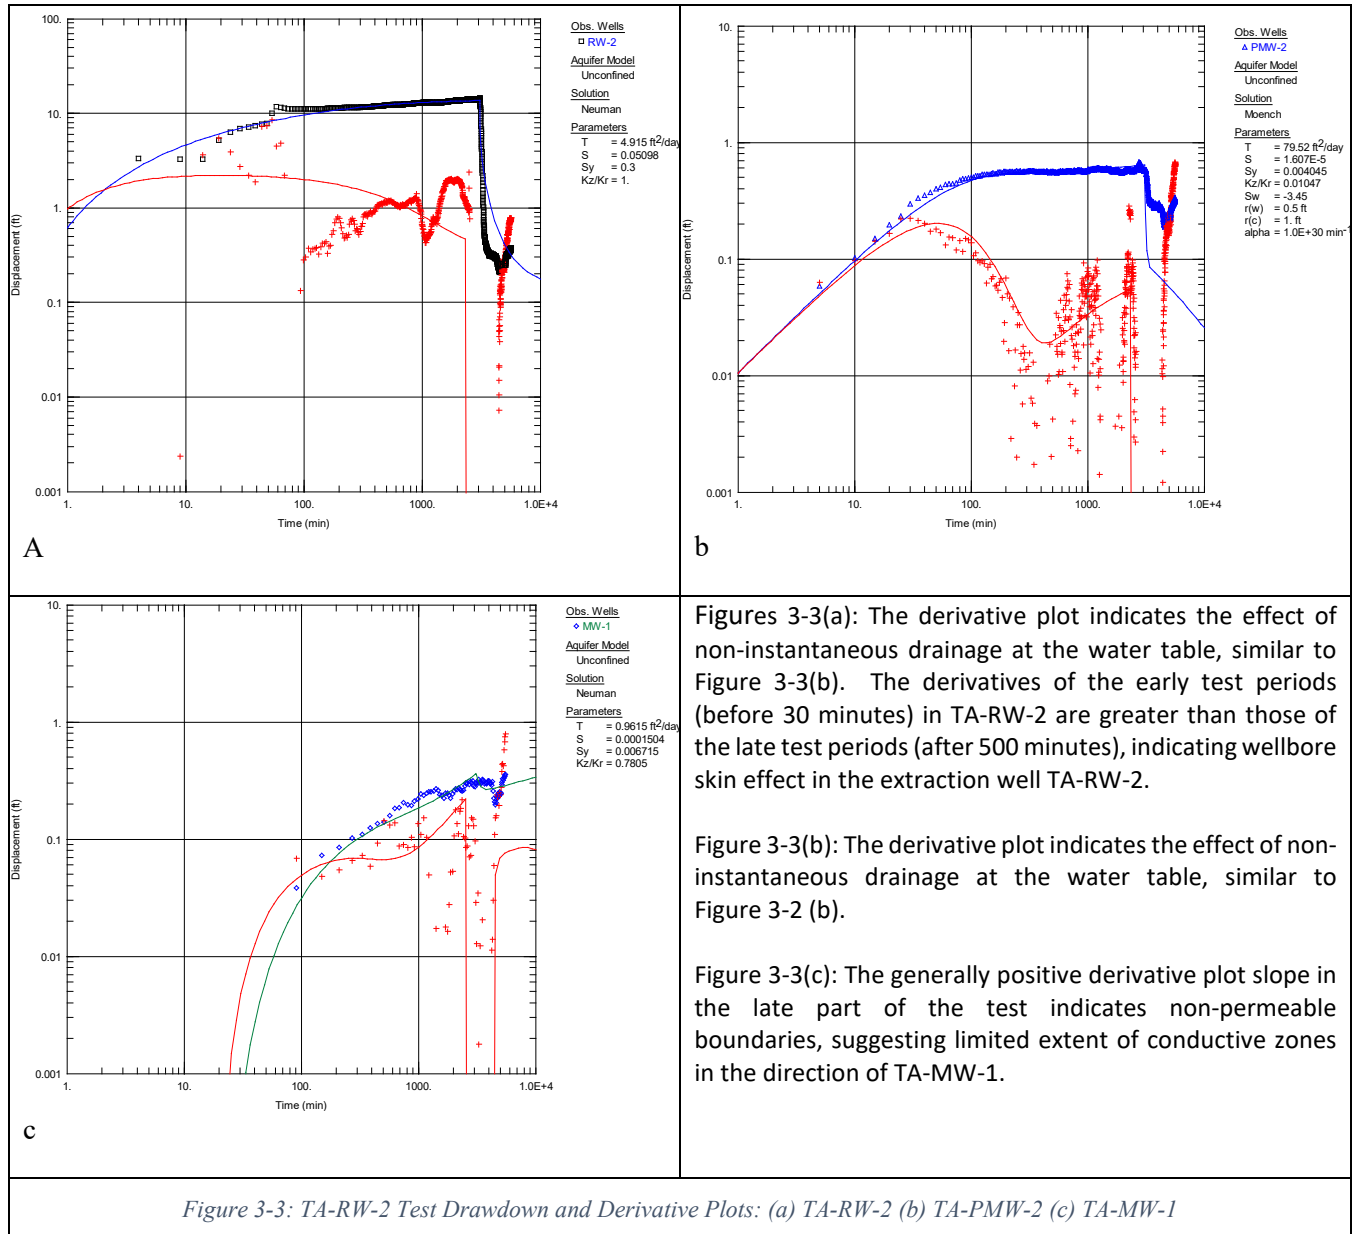 100.
10.
1.
0.1
0.01
0.001
1.
10.
100.
1000.
1.0E+4
Time (min)
Displacement (ft)
Obs. Wells
RW-2
Aquifer Model
Unconfined
Solution
Neuman
Parameters
T = 4.915 ft²/day
S = 0.05098
Sy = 0.3
Kz/Kr = 1.
A
10.
1.
0.1
0.01
0.001
1.
10.
100.
1000.
1.0E+4
Time (min)
Displacement (ft)
Obs. Wells
PMW-2
Aquifer Model
Unconfined
Solution
Moench
Parameters
T = 79.52 ft²/day
S = 1.607E-5
Sy = 0.004045
Kz/Kr = 0.01047
Sw = -3.45
r(w) = 0.5 ft
r(c) = 1. ft
alpha = 1.0E+30 min⁻¹
b
10.
1.
0.1
0.01
0.001
1.
10.
100.
1000.
1.0E+4
Time (min)
Displacement (ft)
Obs. Wells
MW-1
Aquifer Model
Unconfined
Solution
Neuman
Parameters
T = 0.9615 ft²/day
S = 0.0001504
Sy = 0.006715
Kz/Kr = 0.7805
c
Figures 3-3(a): The derivative plot indicates the effect of
non-instantaneous drainage at the water table, similar to
Figure 3-3(b). The derivatives of the early test periods
(before 30 minutes) in TA-RW-2 are greater than those of
the late test periods (after 500 minutes), indicating wellbore
skin effect in the extraction well TA-RW-2.
Figure 3-3(b): The derivative plot indicates the effect of non-
instantaneous drainage at the water table, similar to
Figure 3-2 (b).
Figure 3-3(c): The generally positive derivative plot slope in
the late part of the test indicates non-permeable
boundaries, suggesting limited extent of conductive zones
in the direction of TA-MW-1.
Figure 3-3: TA-RW-2 Test Drawdown and Derivative Plots: (a) TA-RW-2 (b) TA-PMW-2 (c) TA-MW-1